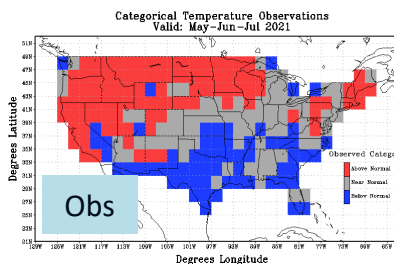 Categorical Temperature Observations
Valid: May-Jun-Jul 2021
Degrees Latitude
51N
49N
47N
45N
43N
41N
39N
37N
35N
33N
31N
29N
27N
25N
23N
21N
Observed Catego
Above Normal
Near Normal
Below Normal
Obs
129W 125W 121W 117W 113W 109W 105W 101W 97W 93W 89W 85W 81W 77W 73W 69W 65W
Degrees Longitude